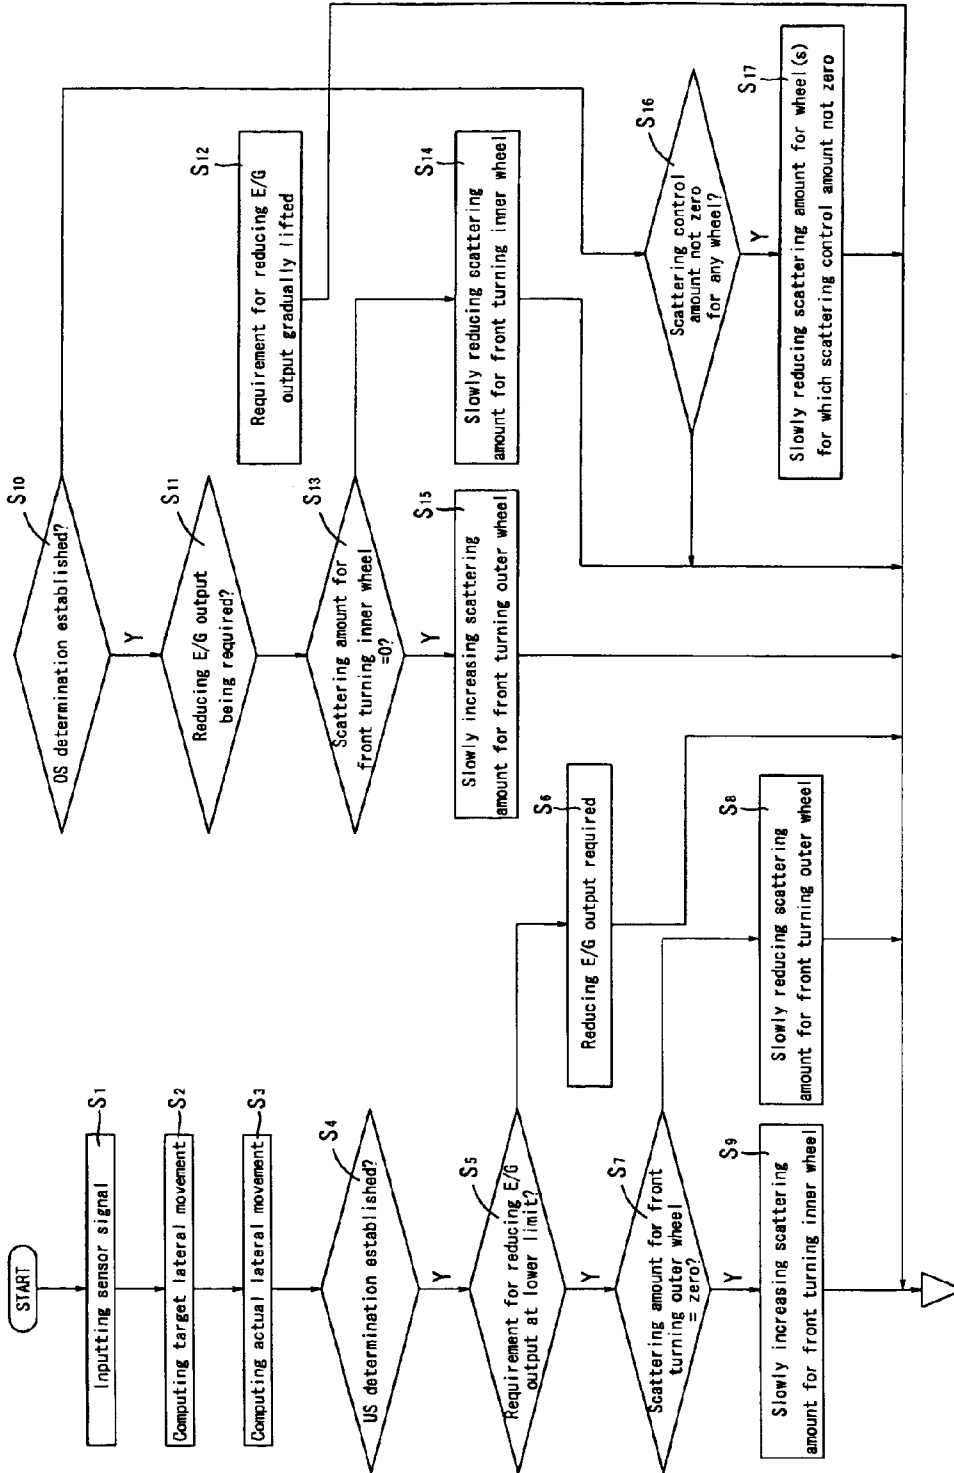 START
S1
Inputting sensor signal
S2
Computing target lateral movement
S3
Computing actual lateral movement
S4
US determination established?
Y
S5
Requirement for reducing E/G
output at lower limit?
Y
S6
Reducing E/G output required
S7
Scattering amount for front
turning outer wheel
= zero?
Y
S8
Slowly reducing scattering
amount for front turning outer wheel
S9
Slowly increasing scattering
amount for front turning inner wheel
S10
OS determination established?
Y
S11
Reducing E/G output
being required?
S12
Requirement for reducing E/G
output gradually lifted
S13
Scattering amount for
front turning inner wheel
=0?
Y
S14
Slowly reducing scattering
amount for front turning inner wheel
S15
Slowly increasing scattering
amount for front turning outer wheel
S16
Scattering control
amount not zero
for any wheel?
Y
S17
Slowly reducing scattering amount for wheel(s)
for which scattering control amount not zero